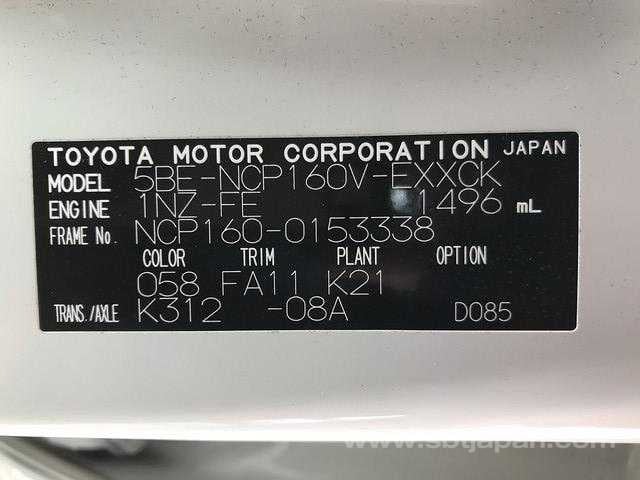 TOYOTA MOTOR CORPORATION JAPAN
MODEL 5BE-NCP160V-EXXCK
ENGINE 1NZ-FE 1496 mL
FRAME No. NCP160-0153338
COLOR TRIM PLANT OPTION
058 FA11 K21
TRANS./AXLE K312 -08A D085
www.sbtjapan.com